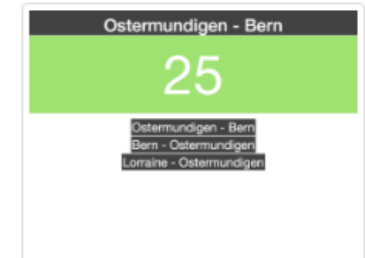 Ostermundigen - Bern
25
Ostermundigen - Bern
Bern - Ostermundigen
Lorraine - Ostermundigen